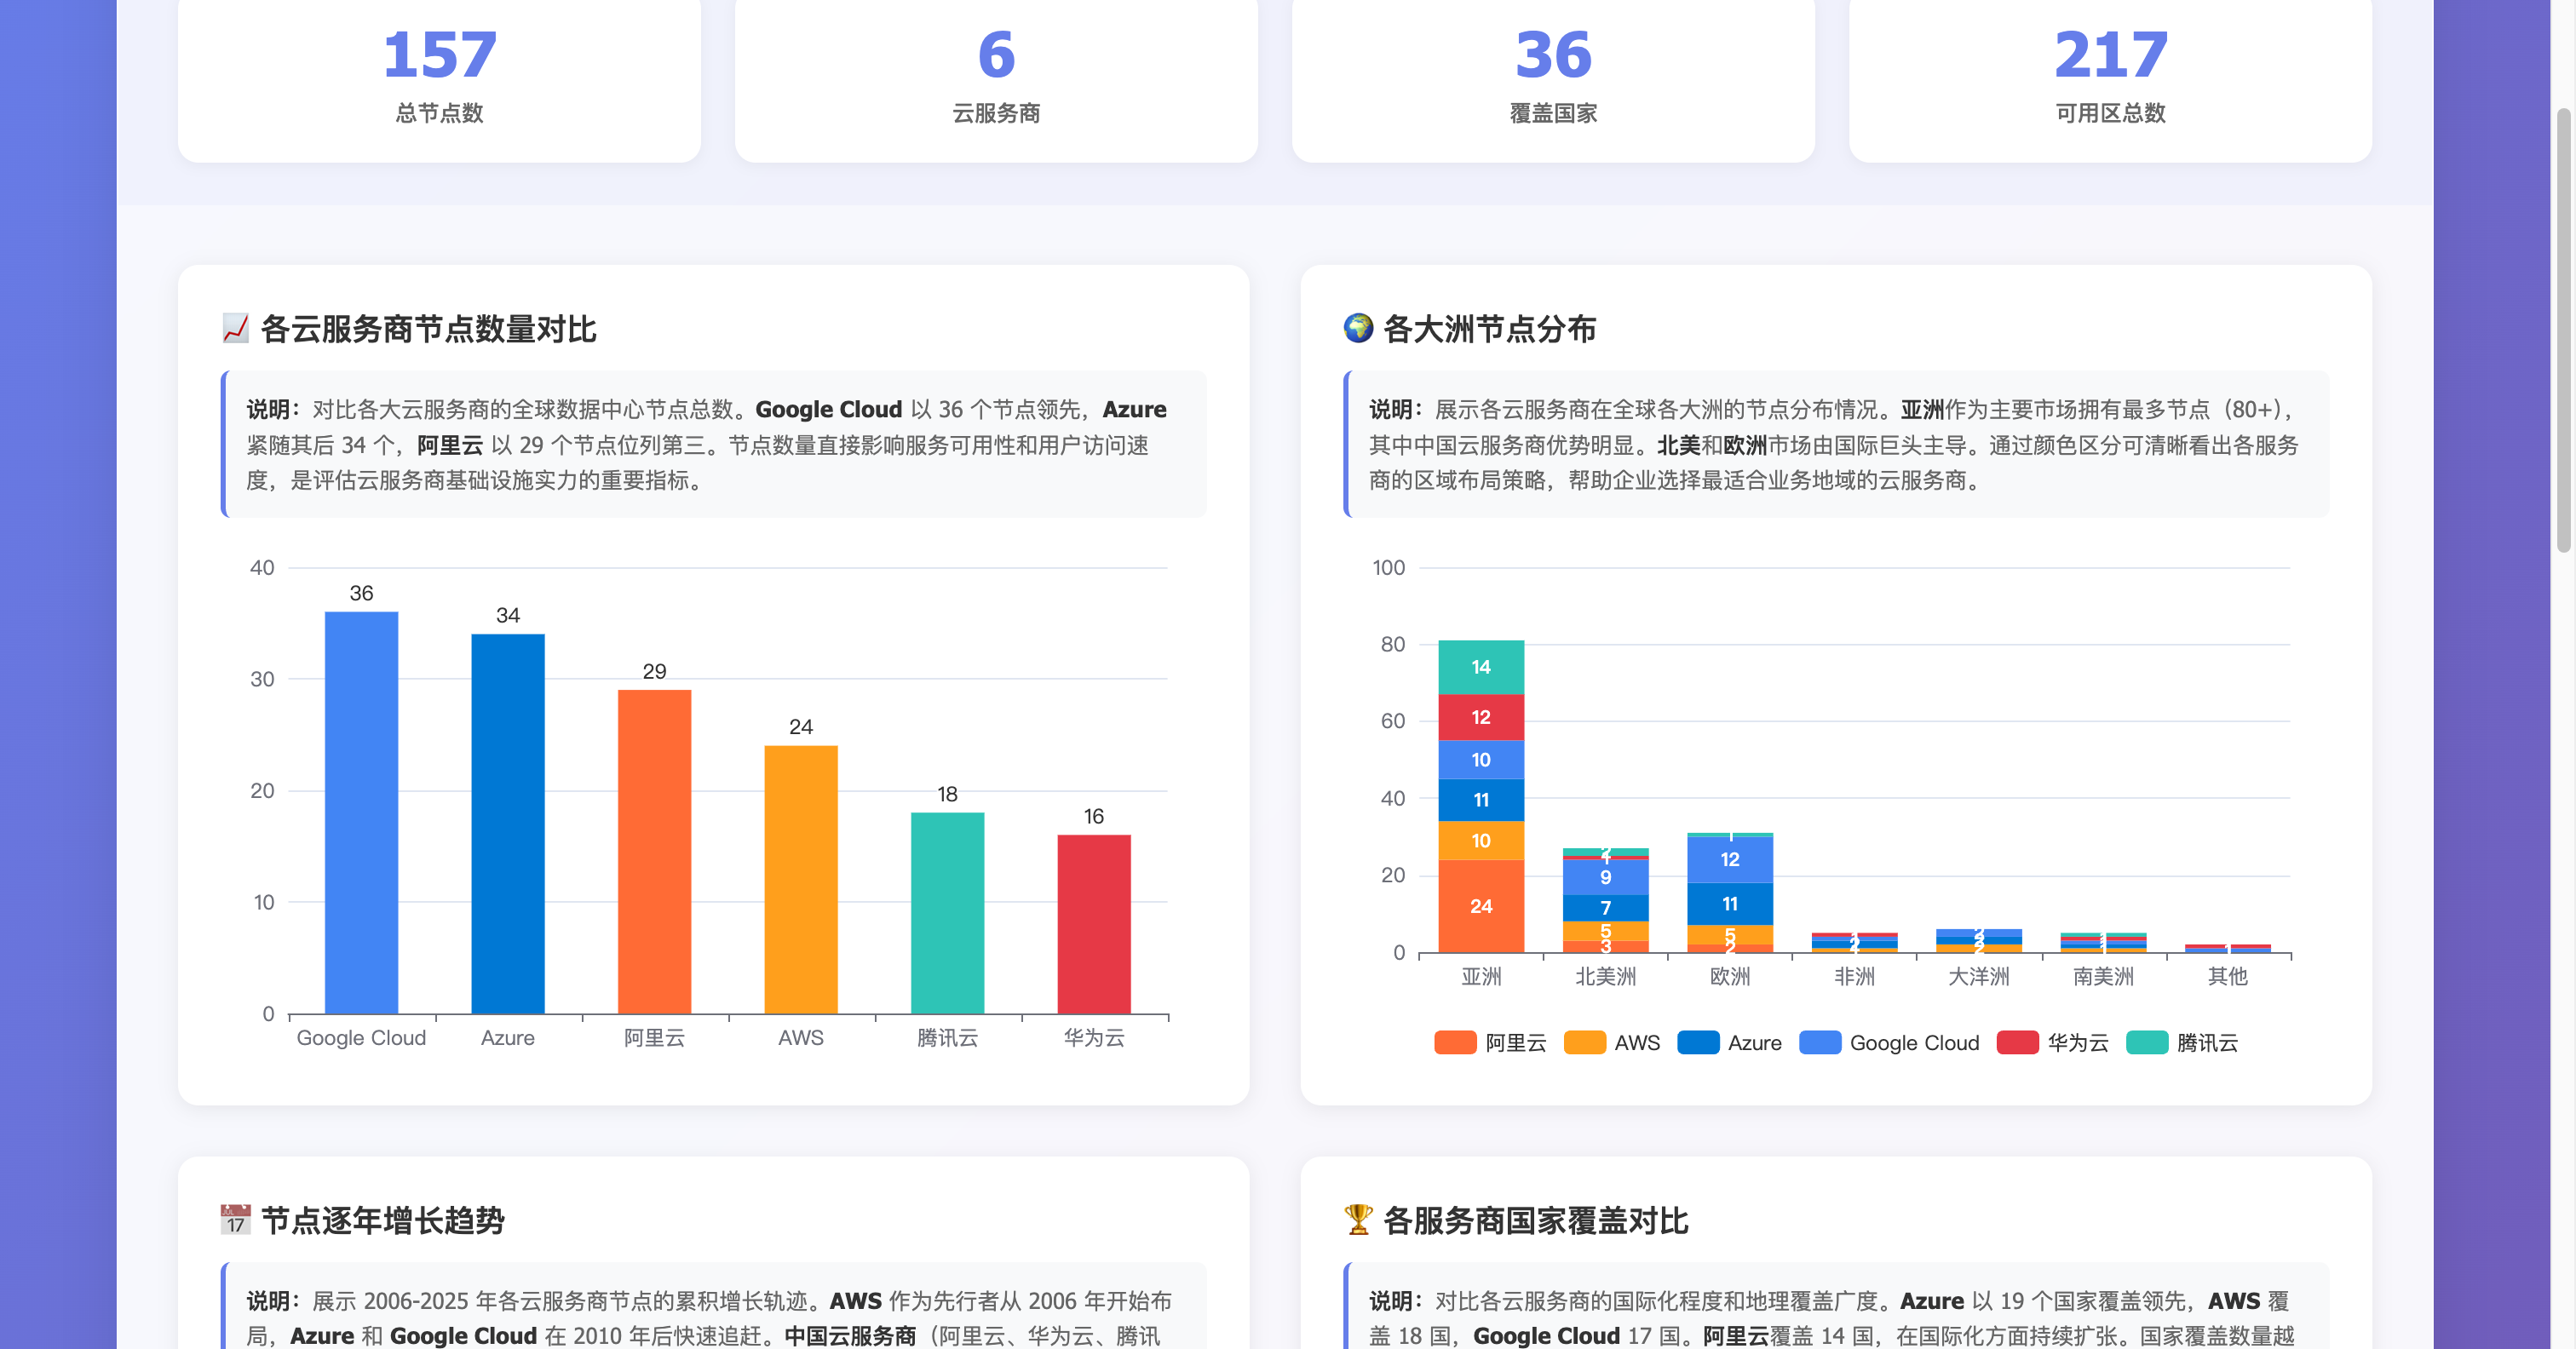 157
总节点数
6
云服务商
36
覆盖国家
217
可用区总数
各云服务商节点数量对比
说明：对比各大云服务商的全球数据中心节点总数。Google Cloud 以 36 个节点领先，Azure
紧随其后 34 个，阿里云 以 29 个节点位列第三。节点数量直接影响服务可用性和用户访问速
度，是评估云服务商基础设施实力的重要指标。
40
30
20
10
0
36
34
29
24
18
16
Google Cloud
Azure
阿里云
AWS
腾讯云
华为云
各大洲节点分布
说明：展示各云服务商在全球各大洲的节点分布情况。亚洲作为主要市场拥有最多节点（80+），
其中中国云服务商优势明显。北美和欧洲市场由国际巨头主导。通过颜色区分可清晰看出各服务
商的区域布局策略，帮助企业选择最适合业务地域的云服务商。
100
80
60
40
20
0
14
12
10
11
10
24
9
7
5
3
12
11
5
2
亚洲
北美洲
欧洲
非洲
大洋洲
南美洲
其他
阿里云
AWS
Azure
Google Cloud
华为云
腾讯云
JUL
17
节点逐年增长趋势
说明：展示 2006-2025 年各云服务商节点的累积增长轨迹。AWS 作为先行者从 2006 年开始布
局，Azure 和 Google Cloud 在 2010 年后快速追赶。中国云服务商（阿里云、华为云、腾讯
各服务商国家覆盖对比
说明：对比各云服务商的国际化程度和地理覆盖广度。Azure 以 19 个国家覆盖领先，AWS 覆
盖 18 国，Google Cloud 17 国。阿里云覆盖 14 国，在国际化方面持续扩张。国家覆盖数量越